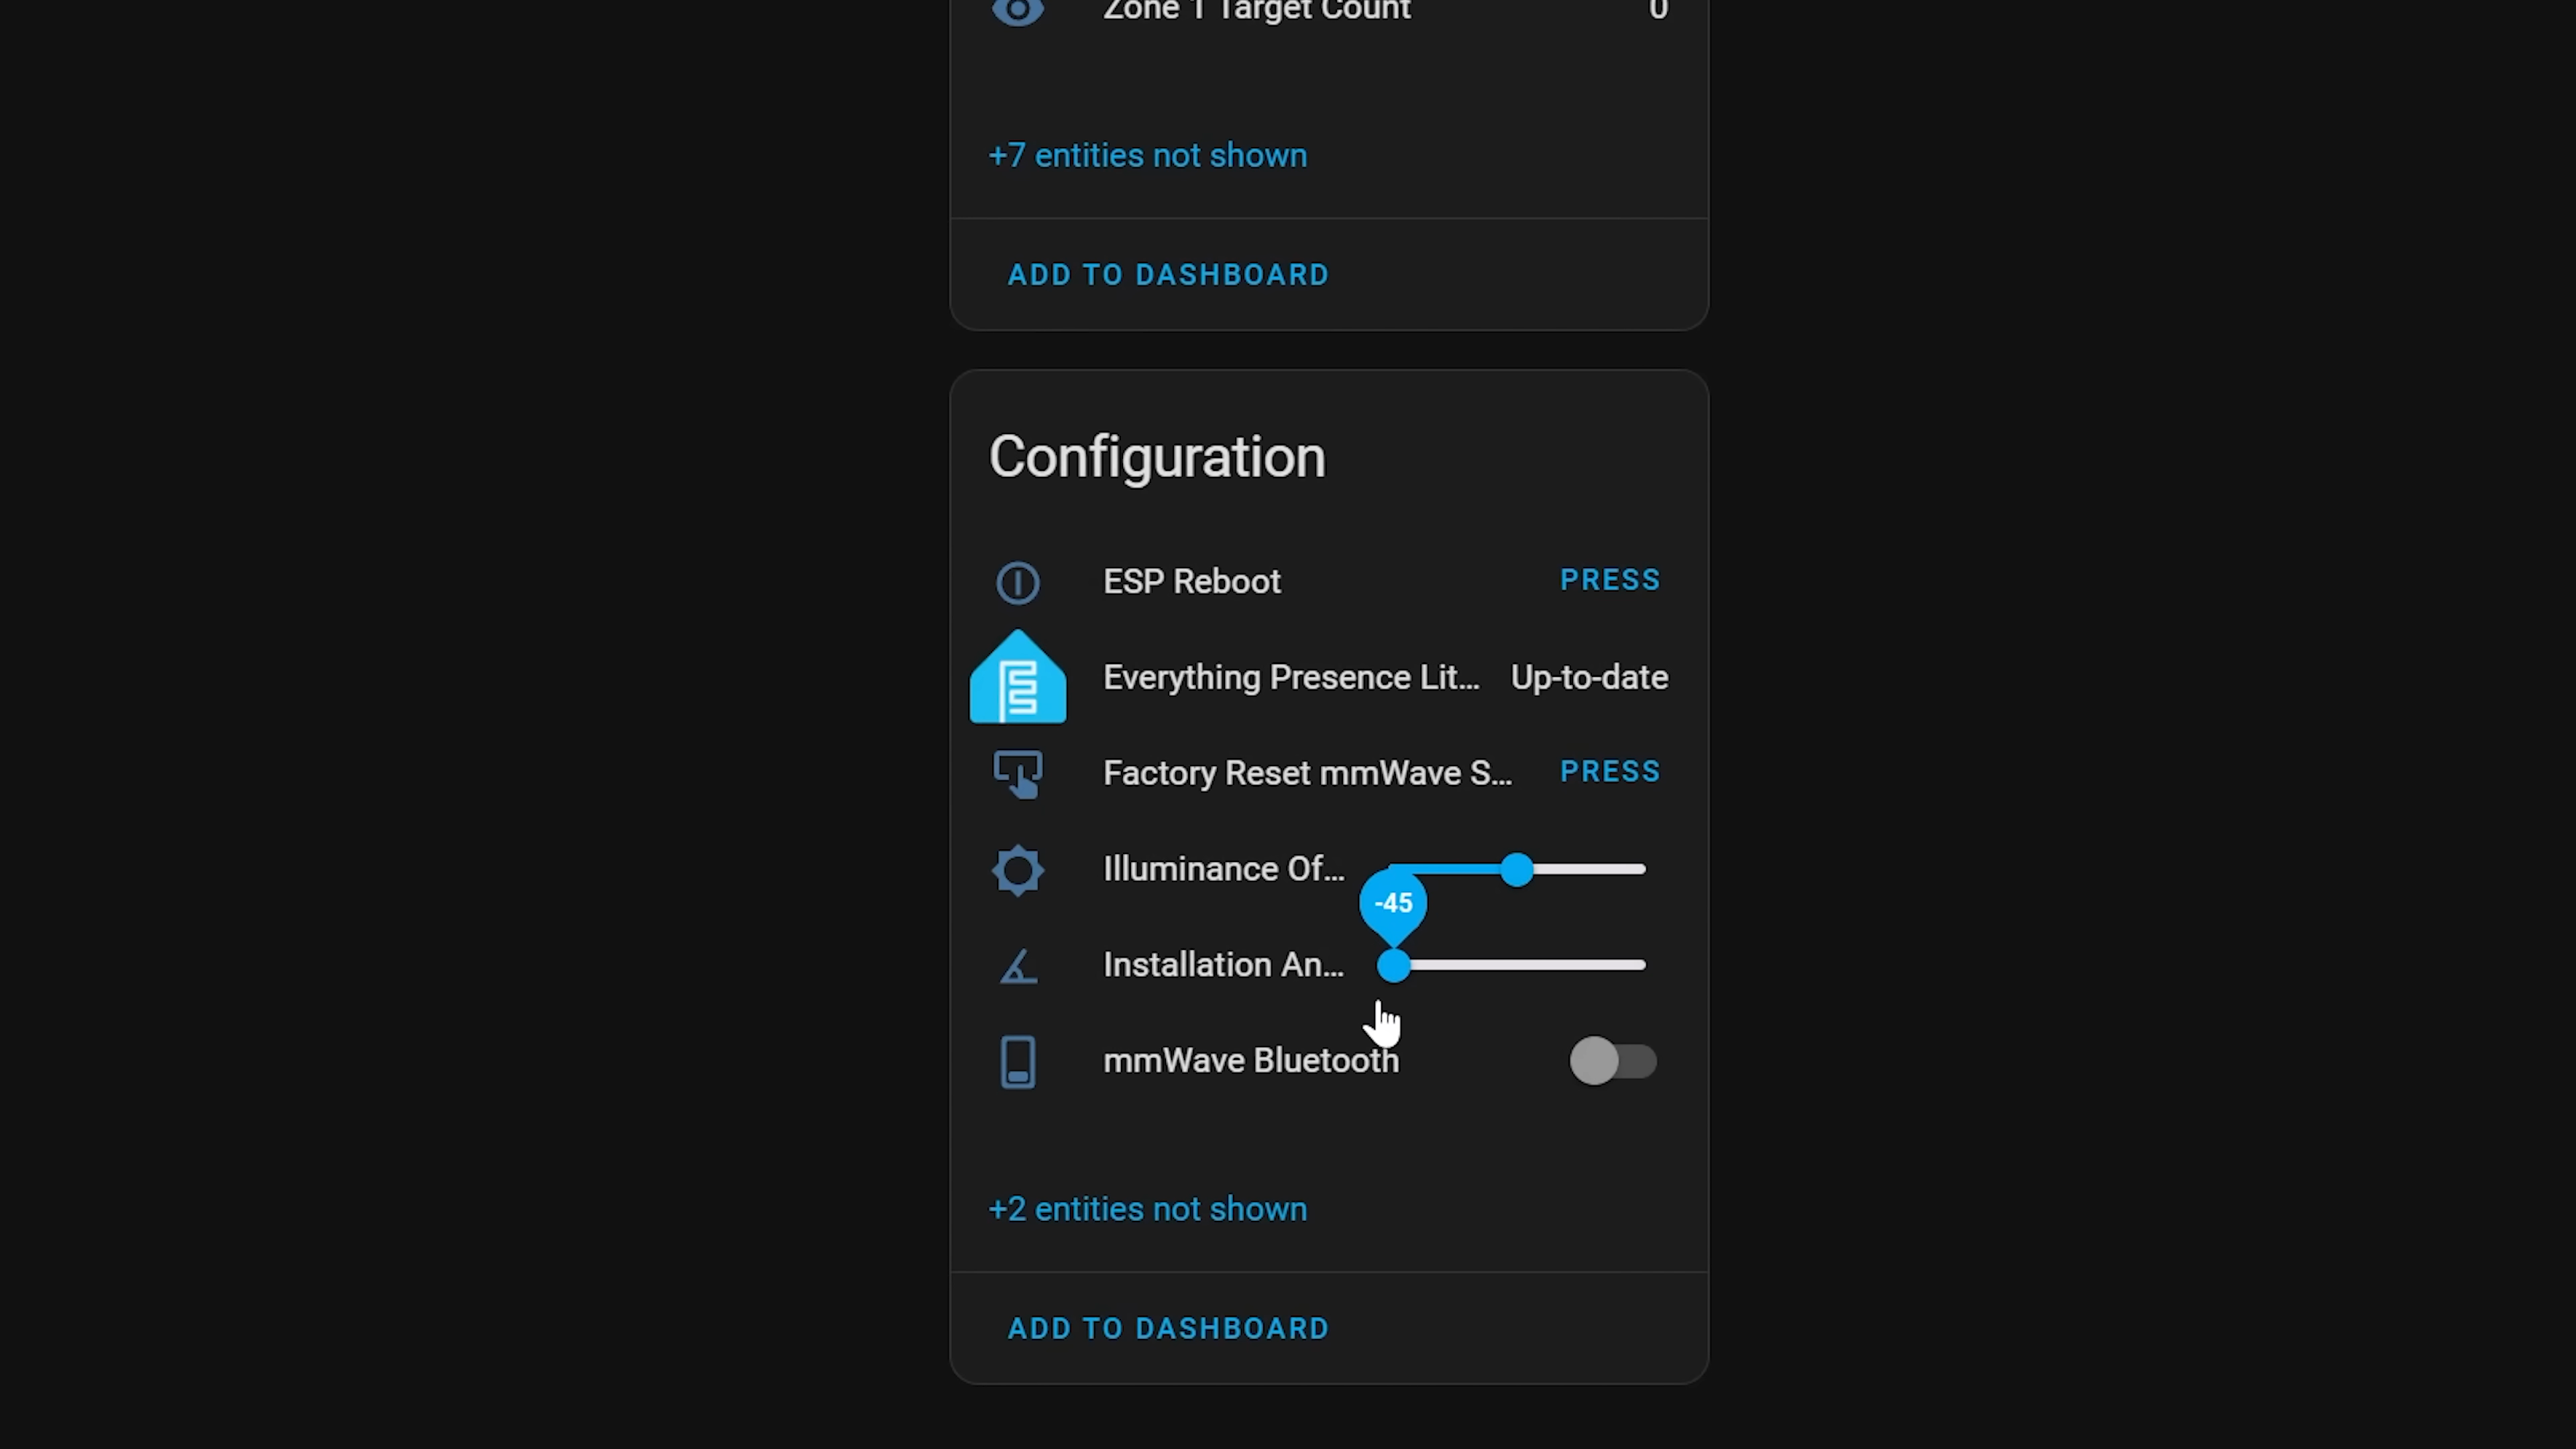 Zone 1 Target Count 0
+7 entities not shown
ADD TO DASHBOARD
Configuration
ESP Reboot PRESS
Everything Presence Lit... Up-to-date
Factory Reset mmWave S... PRESS
Illuminance Of...
-45
Installation An...
mmWave Bluetooth
+2 entities not shown
ADD TO DASHBOARD